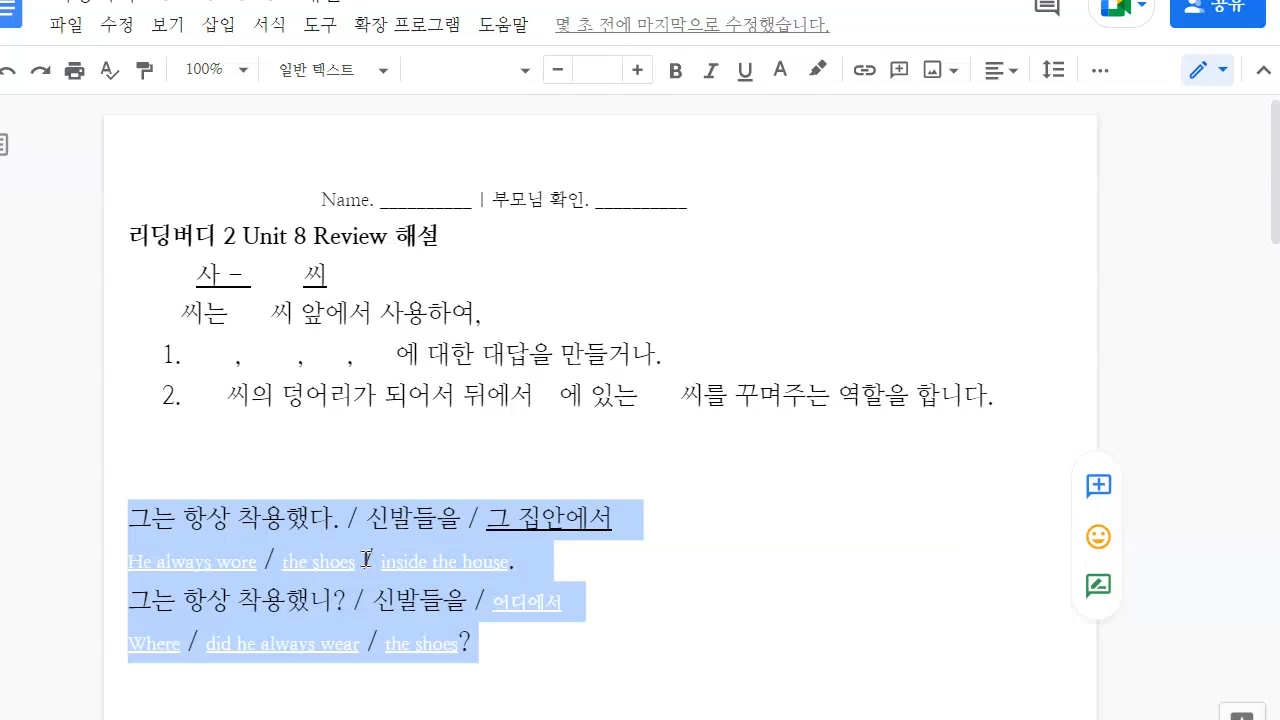 파일 수정 보기 삽입 서식 도구 확장 프로그램 도움말 몇 초 전에 마지막으로 수정했습니다.
공유
100% 일반 텍스트 − + B I U A
Name. __________ | 부모님 확인. __________
리딩버디 2 Unit 8 Review 해설
사 – 씨
씨는 씨 앞에서 사용하여,
1. , , , 에 대한 대답을 만들거나.
2. 씨의 덩어리가 되어서 뒤에서 에 있는 씨를 꾸며주는 역할을 합니다.
그는 항상 착용했다. / 신발들을 / 그 집안에서
He always wore / the shoes / inside the house.
그는 항상 착용했니? / 신발들을 / 어디에서
Where / did he always wear / the shoes?